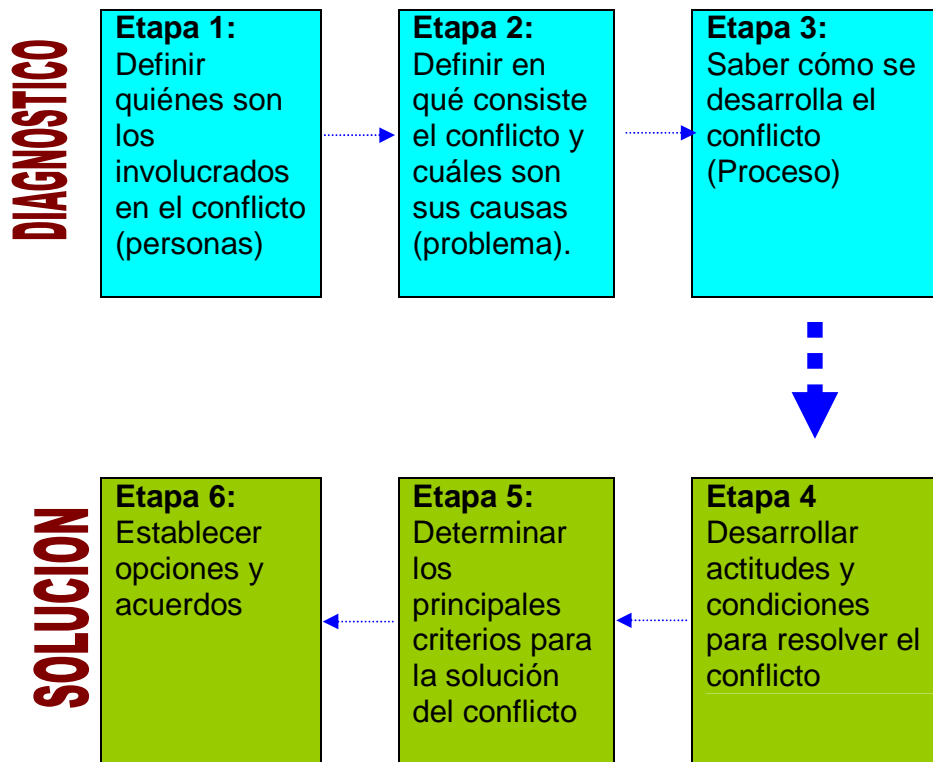 DIAGNOSTICO
Etapa 1:
Definir
quiénes son
los
involucrados
en el conflicto
(personas)
Etapa 2:
Definir en
qué consiste
el conflicto y
cuáles son
sus causas
(problema).
Etapa 3:
Saber cómo se
desarrolla el
conflicto
(Proceso)
SOLUCION
Etapa 4
Desarrollar
actitudes y
condiciones
para resolver el
conflicto
Etapa 5:
Determinar
los
principales
criterios para
la solución
del conflicto
Etapa 6:
Establecer
opciones y
acuerdos